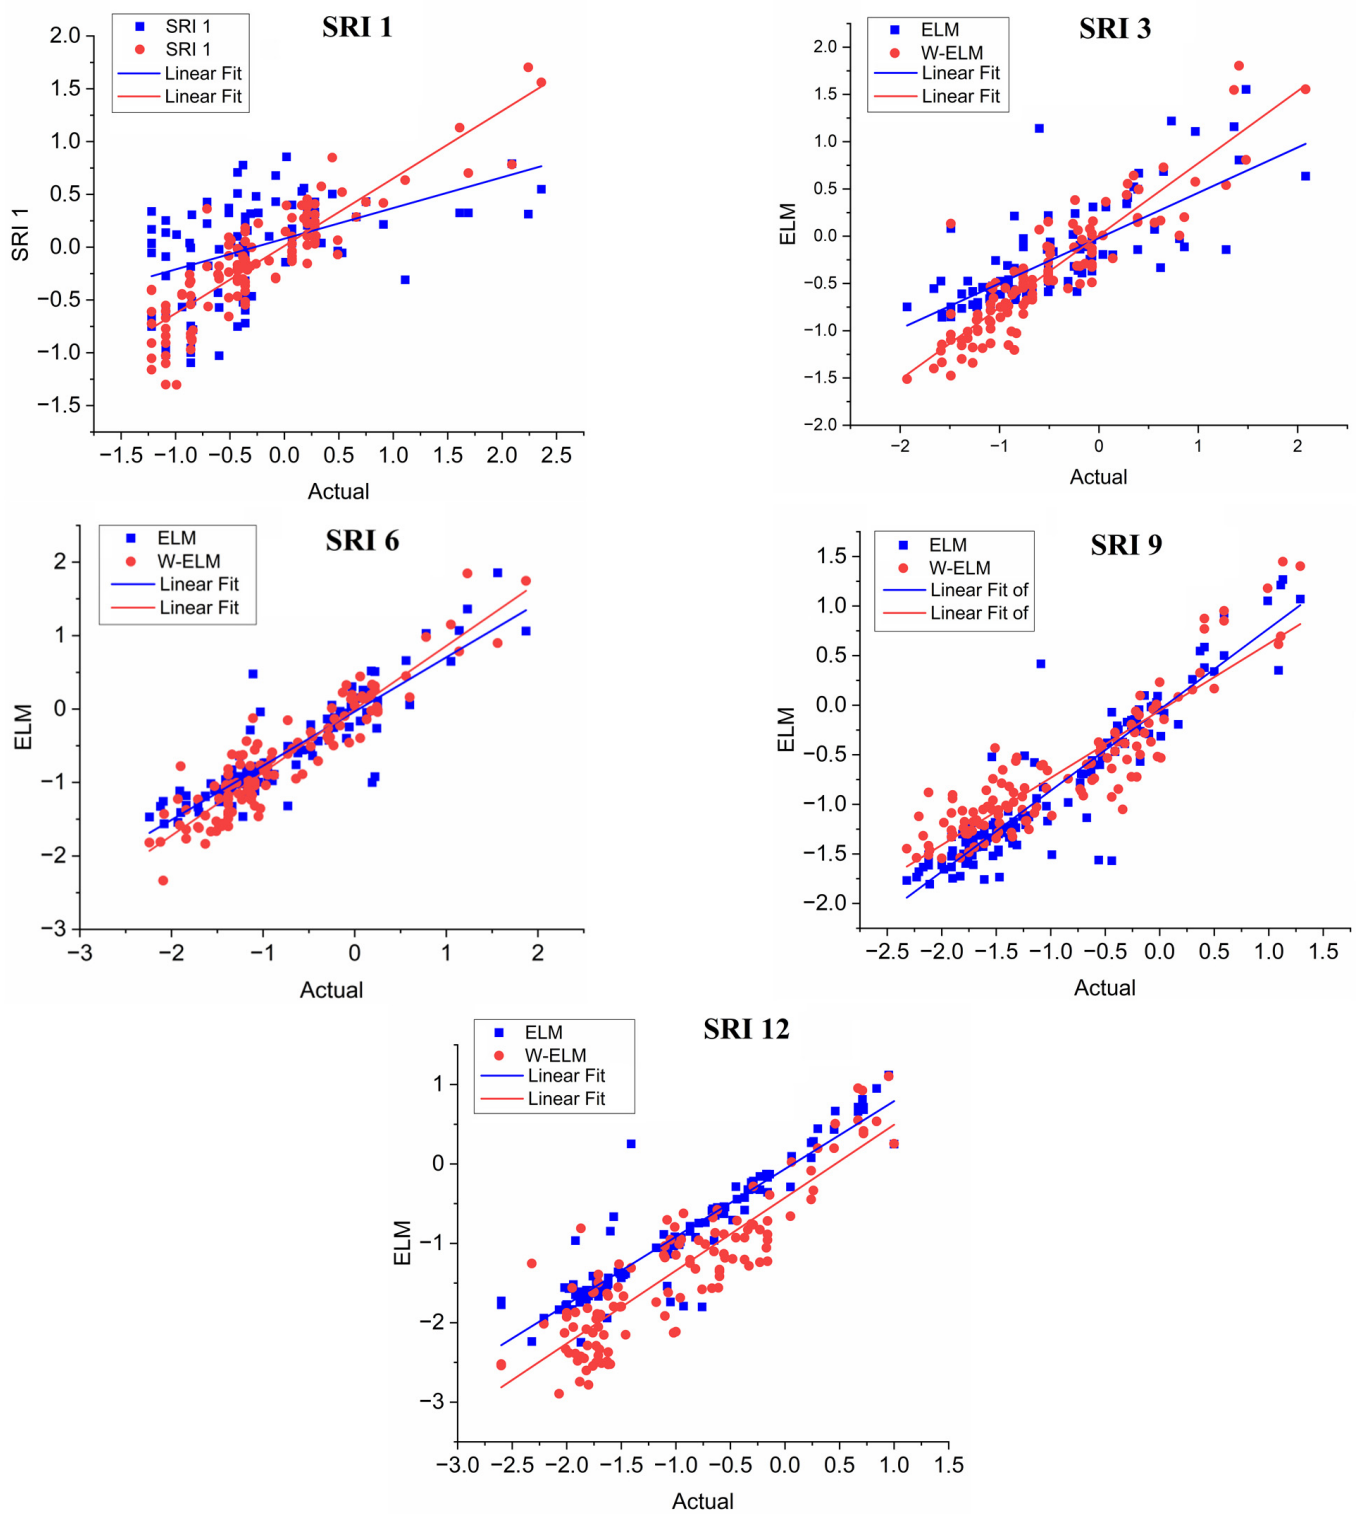 SRI 1
SRI 1
SRI 1
Linear Fit
Linear Fit
2.0
1.5
1.0
0.5
0.0
−0.5
−1.0
−1.5
SRI 1
−1.5 −1.0 −0.5 0.0 0.5 1.0 1.5 2.0 2.5
Actual
SRI 3
ELM
W-ELM
Linear Fit
Linear Fit
2.0
1.5
1.0
0.5
0.0
−0.5
−1.0
−1.5
−2.0
ELM
−2 −1 0 1 2
Actual
SRI 6
ELM
W-ELM
Linear Fit
Linear Fit
2
1
0
−1
−2
−3
ELM
−3 −2 −1 0 1 2
Actual
SRI 9
ELM
W-ELM
Linear Fit of
Linear Fit of
1.5
1.0
0.5
0.0
−0.5
−1.0
−1.5
−2.0
ELM
−2.5 −2.0 −1.5 −1.0 −0.5 0.0 0.5 1.0 1.5
Actual
SRI 12
ELM
W-ELM
Linear Fit
Linear Fit
1
0
−1
−2
−3
ELM
−3.0 −2.5 −2.0 −1.5 −1.0 −0.5 0.0 0.5 1.0 1.5
Actual